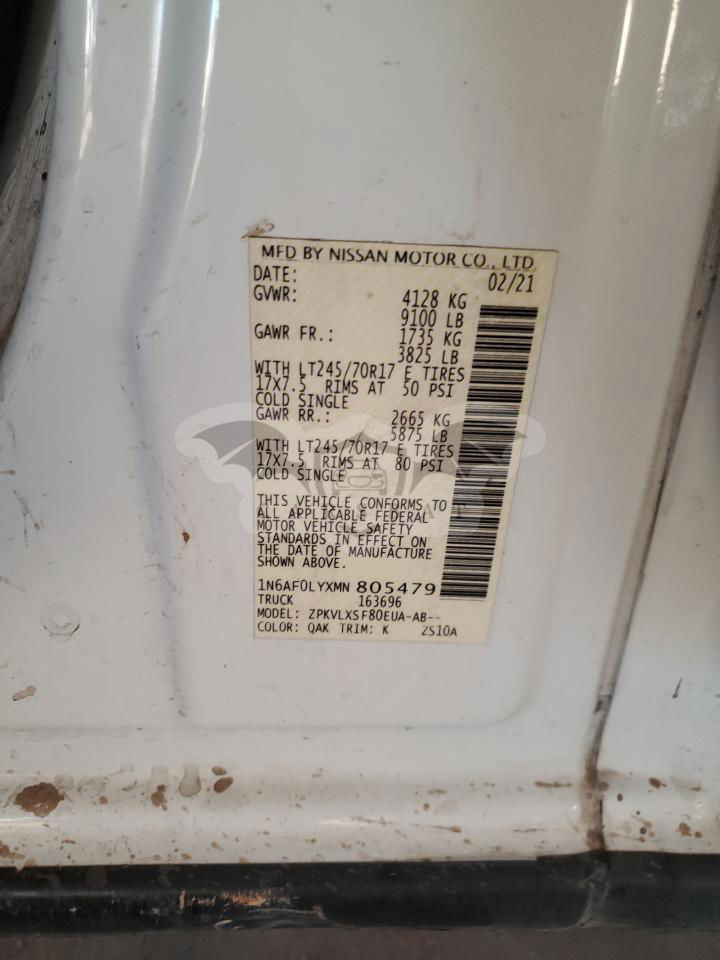 MFD BY NISSAN MOTOR CO., LTD.
DATE: 02/21
GVWR: 4128 KG
9100 LB
GAWR FR.: 1735 KG
3825 LB
WITH LT245/70R17 E TIRES
17X7.5 RIMS AT 50 PSI
COLD SINGLE
GAWR RR.: 2665 KG
5875 LB
WITH LT245/70R17 E TIRES
17X7.5 RIMS AT 80 PSI
COLD SINGLE
THIS VEHICLE CONFORMS TO
ALL APPLICABLE FEDERAL
MOTOR VEHICLE SAFETY
STANDARDS IN EFFECT ON
THE DATE OF MANUFACTURE
SHOWN ABOVE.
1N6AF0LYXMN 805479
TRUCK 163696
MODEL: ZPKVLXSF80EUA-AB--
COLOR: QAK TRIM: K ZS10A